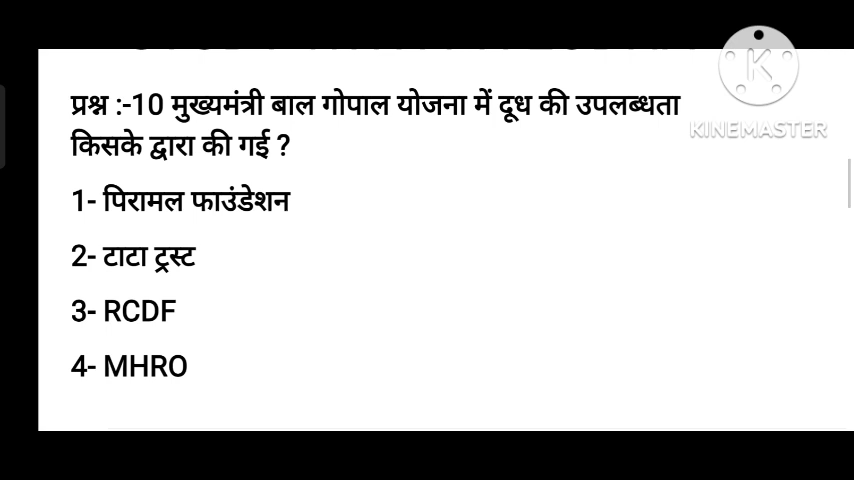 प्रश्न :-10 मुख्यमंत्री बाल गोपाल योजना में दूध की उपलब्धता
किसके द्वारा की गई ?
1- पिरामल फाउंडेशन
2- टाटा ट्रस्ट
3- RCDF
4- MHRO
K
KINEMASTER